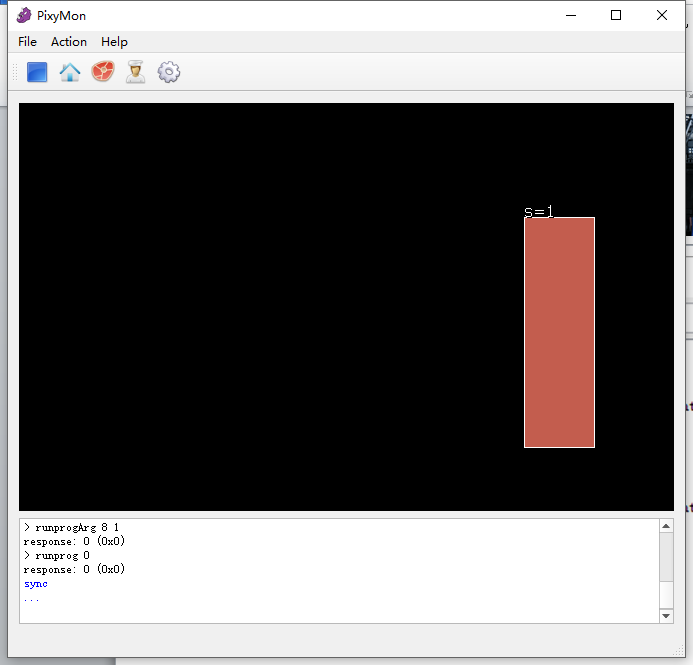 PixyMon
File Action Help
s=1
> runprogArg 8 1
response: 0 (0x0)
> runprog 0
response: 0 (0x0)
sync
...